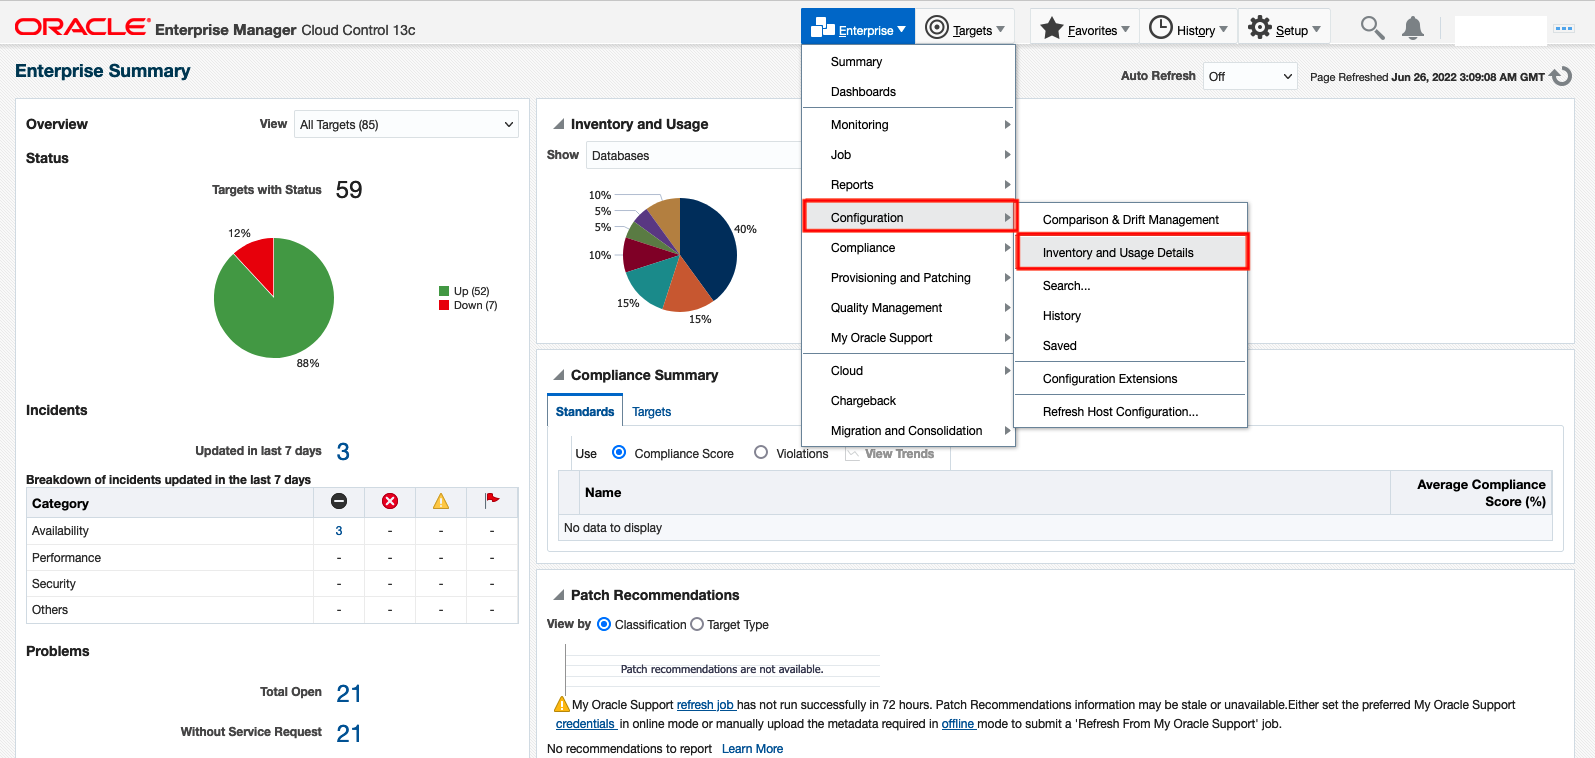 ORACLE® Enterprise Manager Cloud Control 13c
Enterprise
Targets
Favorites
History
Setup
Enterprise Summary
Auto Refresh
Off
Page Refreshed Jun 26, 2022 3:09:08 AM GMT
Overview
View
All Targets (85)
Status
Targets with Status 59
12%
88%
Up (52)
Down (7)
Incidents
Updated in last 7 days 3
Breakdown of incidents updated in the last 7 days
Category
Availability 3 - - -
Performance - - - -
Security - - - -
Others - - - -
Problems
Total Open 21
Without Service Request 21
Inventory and Usage
Show
Databases
10%
5%
5%
10%
15%
15%
40%
Summary
Dashboards
Monitoring
Job
Reports
Configuration
Compliance
Provisioning and Patching
Quality Management
My Oracle Support
Cloud
Chargeback
Migration and Consolidation
Comparison & Drift Management
Inventory and Usage Details
Search...
History
Saved
Configuration Extensions
Refresh Host Configuration...
Compliance Summary
Standards
Targets
Use
Compliance Score
Violations
View Trends
Name
Average Compliance
Score (%)
No data to display
Patch Recommendations
View by Classification Target Type
Patch recommendations are not available.
My Oracle Support refresh job has not run successfully in 72 hours. Patch Recommendations information may be stale or unavailable.Either set the preferred My Oracle Support
credentials in online mode or manually upload the metadata required in offline mode to submit a 'Refresh From My Oracle Support' job.
No recommendations to report Learn More